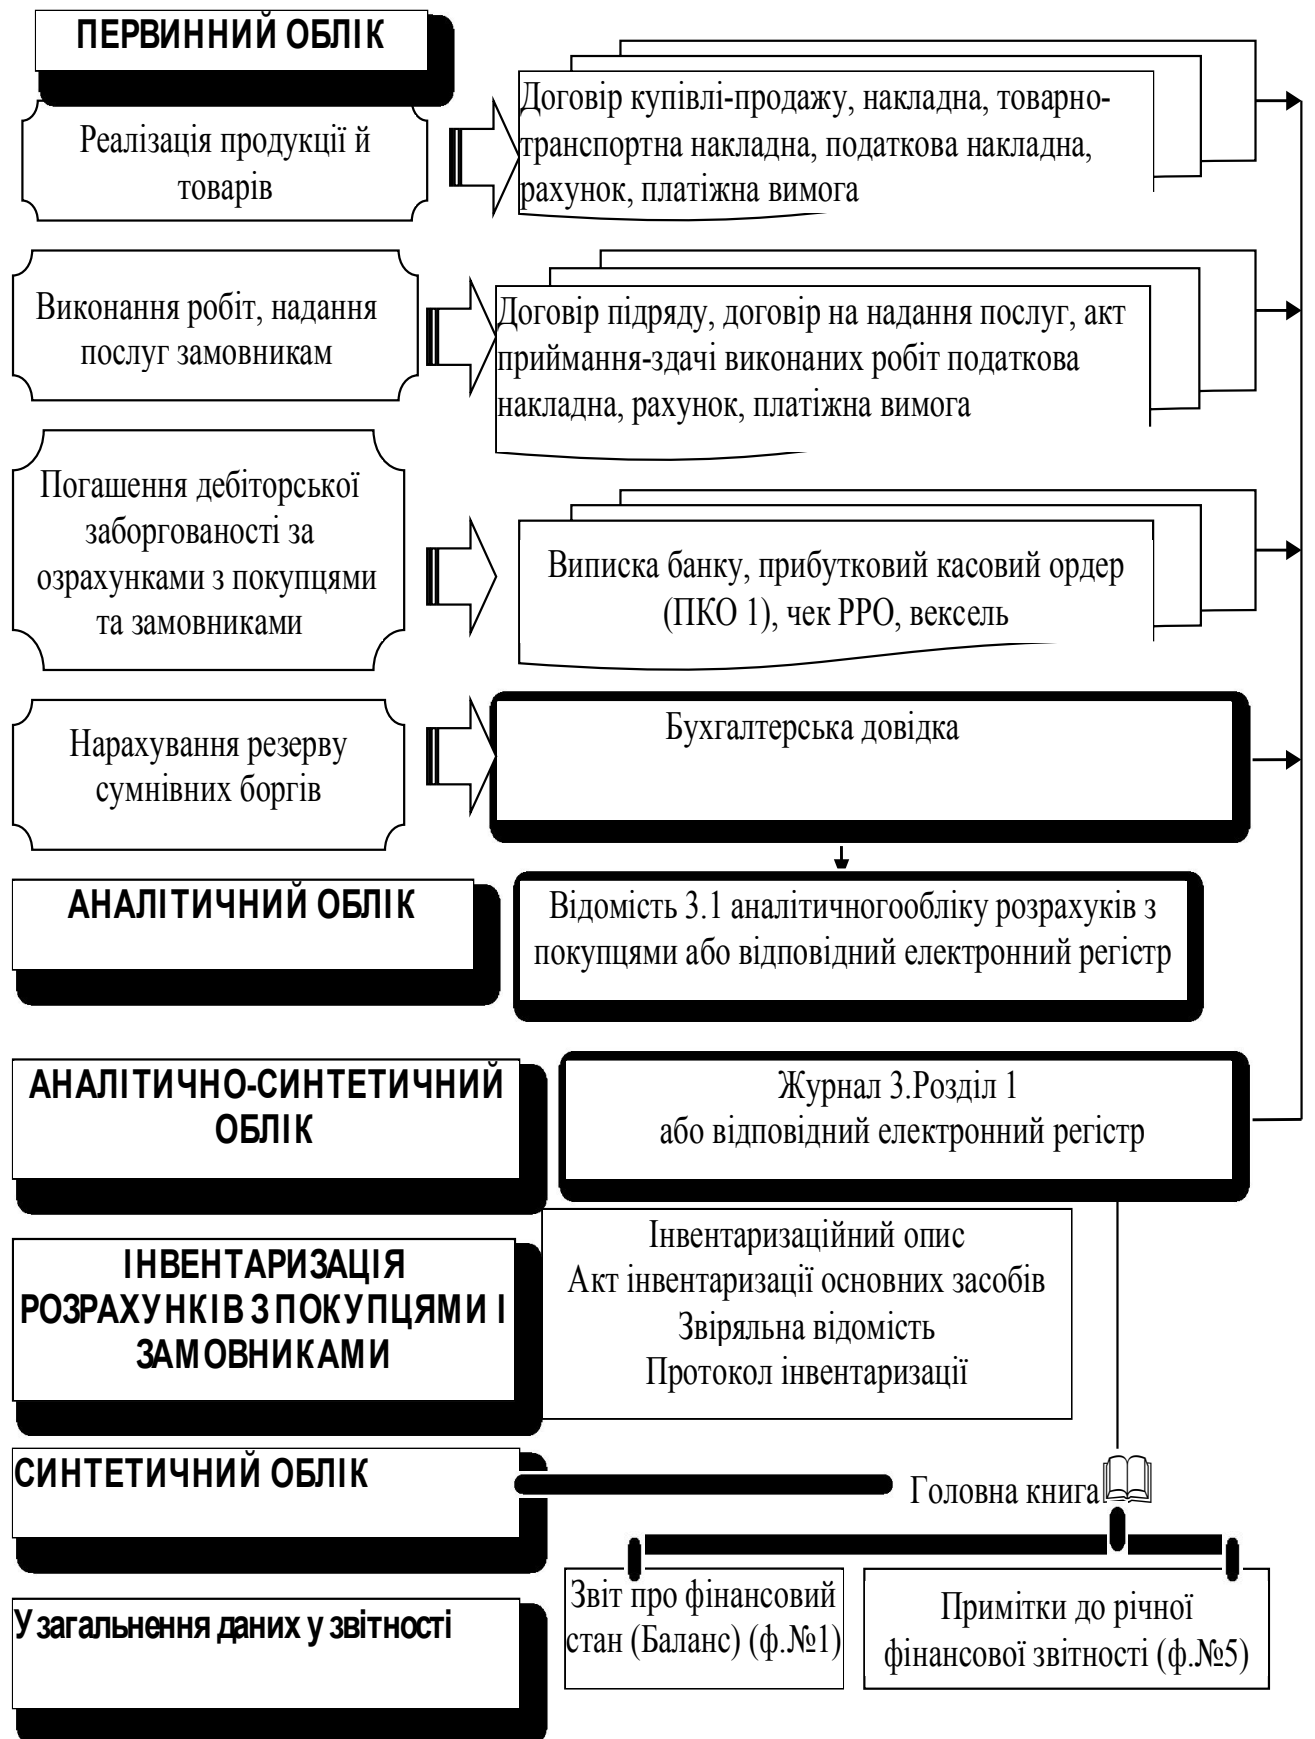 ПЕРВИННИЙ ОБЛІК
Реалізація продукції й
товарів
Договір купівлі-продажу, накладна, товарно-
транспортна накладна, податкова накладна,
рахунок, платіжна вимога
Виконання робіт, надання
послуг замовникам
Договір підряду, договір на надання послуг, акт
приймання-здачі виконаних робіт податкова
накладна, рахунок, платіжна вимога
Погашення дебіторської
заборгованості за
озрахунками з покупцями
та замовниками
Виписка банку, прибутковий касовий ордер
(ПКО 1), чек РРО, вексель
Нарахування резерву
сумнівних боргів
Бухгалтерська довідка
АНАЛІТИЧНИЙ ОБЛІК
Відомість 3.1 аналітичногообліку розрахуків з
покупцями або відповідний електронний регістр
АНАЛІТИЧНО-СИНТЕТИЧНИЙ
ОБЛІК
Журнал 3.Розділ 1
або відповідний електронний регістр
ІНВЕНТАРИЗАЦІЯ
РОЗРАХУНКІВ З ПОКУПЦЯМИ І
ЗАМОВНИКАМИ
Інвентаризаційний опис
Акт інвентаризації основних засобів
Звіряльна відомість
Протокол інвентаризації
СИНТЕТИЧНИЙ ОБЛІК
Головна книга
Узагальнення даних у звітності
Звіт про фінансовий
стан (Баланс) (ф.№1)
Примітки до річної
фінансової звітності (ф.№5)